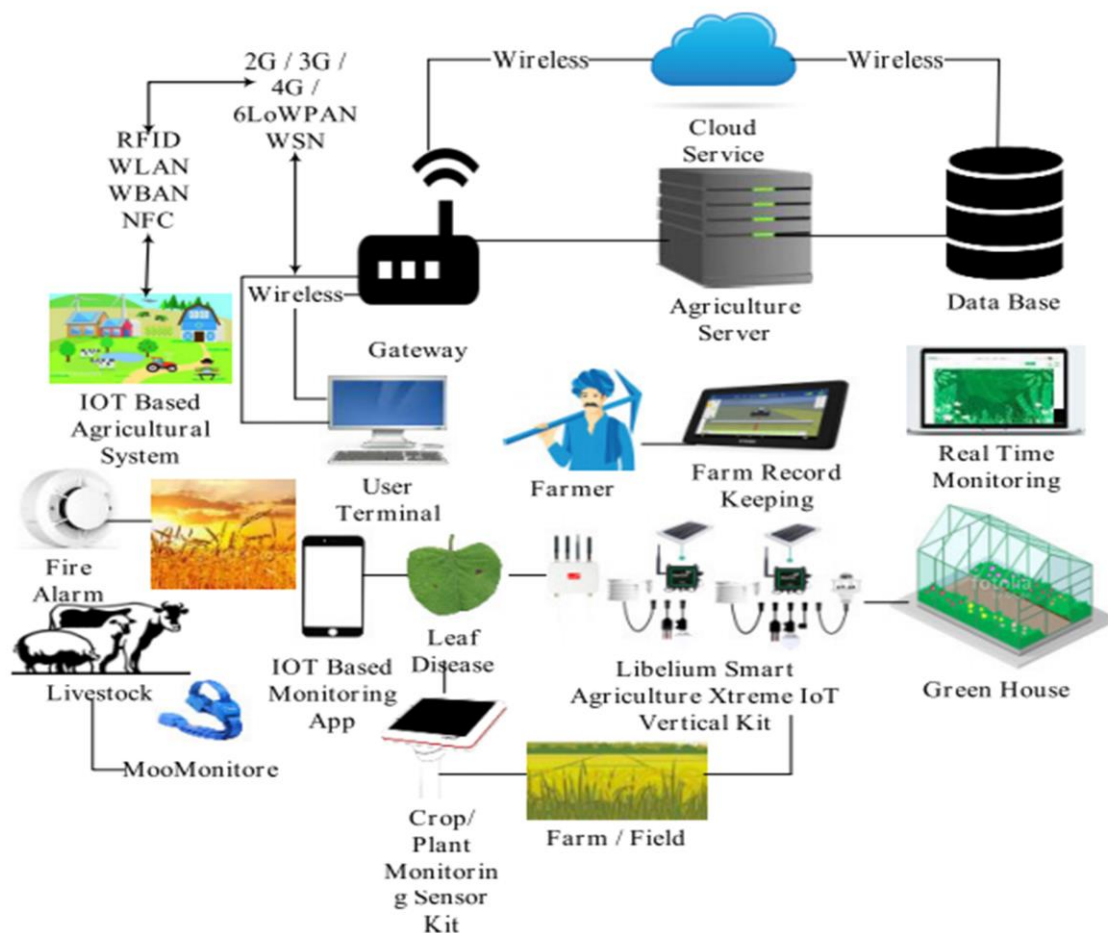 2G / 3G /
4G /
6LoWPAN
WSN
Wireless
Wireless
RFID
WLAN
WBAN
NFC
Cloud
Service
Wireless
Gateway
Agriculture
Server
Data Base
IOT Based
Agricultural
System
User
Terminal
Farmer
Farm Record
Keeping
Real Time
Monitoring
Fire
Alarm
fotolia
Livestock
IOT Based
Monitoring
App
Leaf
Disease
Libelium Smart
Agriculture Xtreme IoT
Vertical Kit
Green House
MooMonitore
Crop/
Plant
Monitorin
g Sensor
Kit
Farm / Field